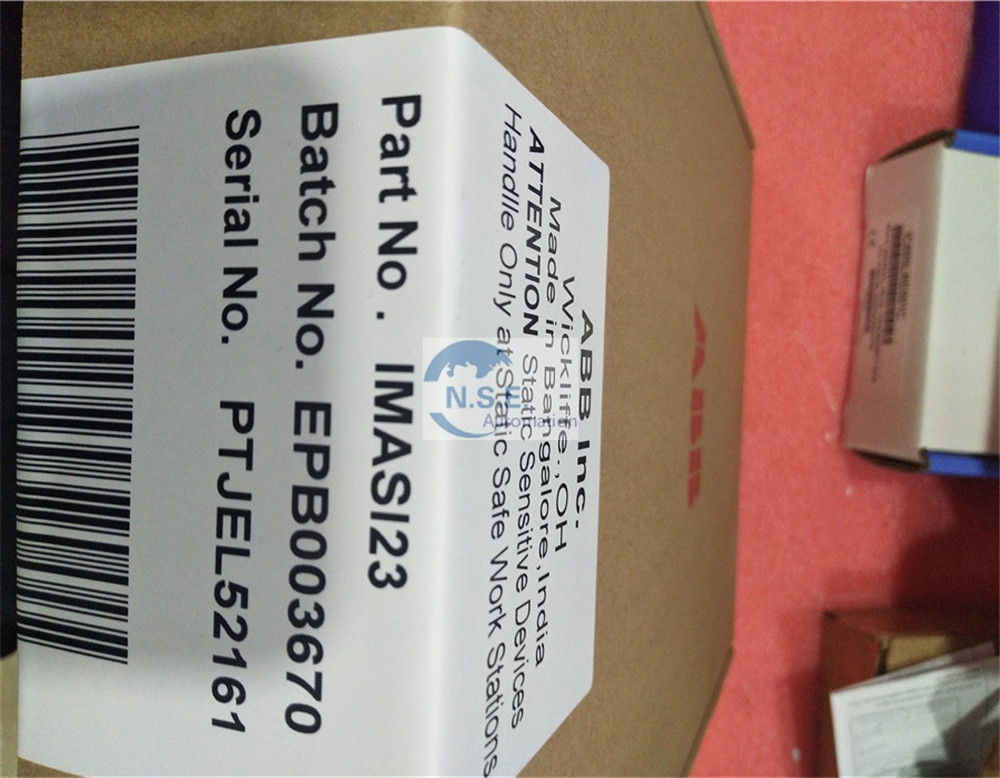 ABB Inc.
Wickliffe.,OH
Made in Bangalore,India
ATTENTION Static Sensitive Devices
Handle Only at Static Safe Work Stations
Part No . IMASI23
Batch No. EPB003670
Serial No. PTJEL52161
N.S.E.
Automation
ABB